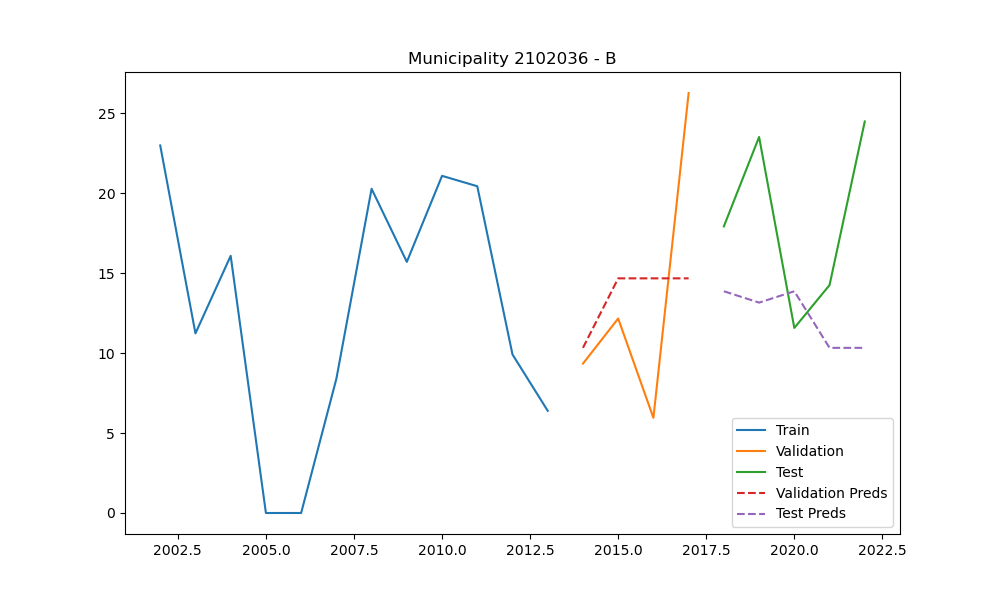 Municipality 2102036 - B
25
20
15
10
5
0
2002.5 2005.0 2007.5 2010.0 2012.5 2015.0 2017.5 2020.0 2022.5
Train
Validation
Test
Validation Preds
Test Preds